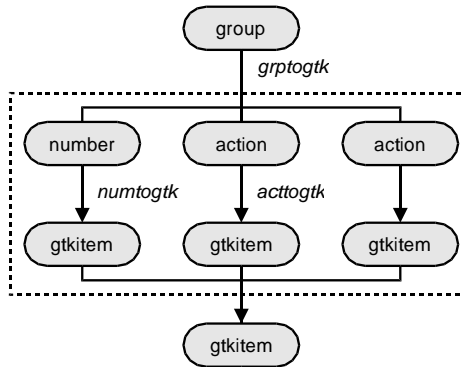 group
grptogtk
number
action
action
numtogtk
acttogtk
gtkitem
gtkitem
gtkitem
gtkitem